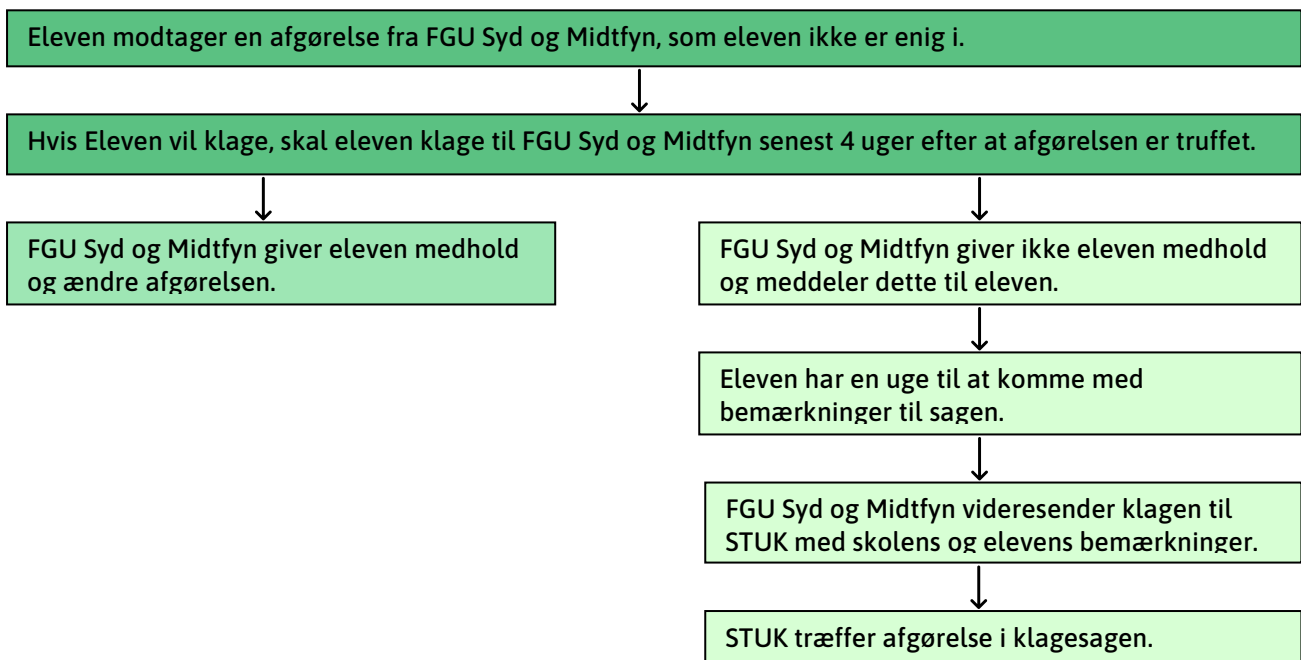 Eleven modtager en afgørelse fra FGU Syd og Midtfyn, som eleven ikke er enig i.
Hvis Eleven vil klage, skal eleven klage til FGU Syd og Midtfyn senest 4 uger efter at afgørelsen er truffet.
FGU Syd og Midtfyn giver eleven medhold
og ændre afgørelsen.
FGU Syd og Midtfyn giver ikke eleven medhold
og meddeler dette til eleven.
Eleven har en uge til at komme med
bemærkninger til sagen.
FGU Syd og Midtfyn videresender klagen til
STUK med skolens og elevens bemærkninger.
STUK træffer afgørelse i klagesagen.